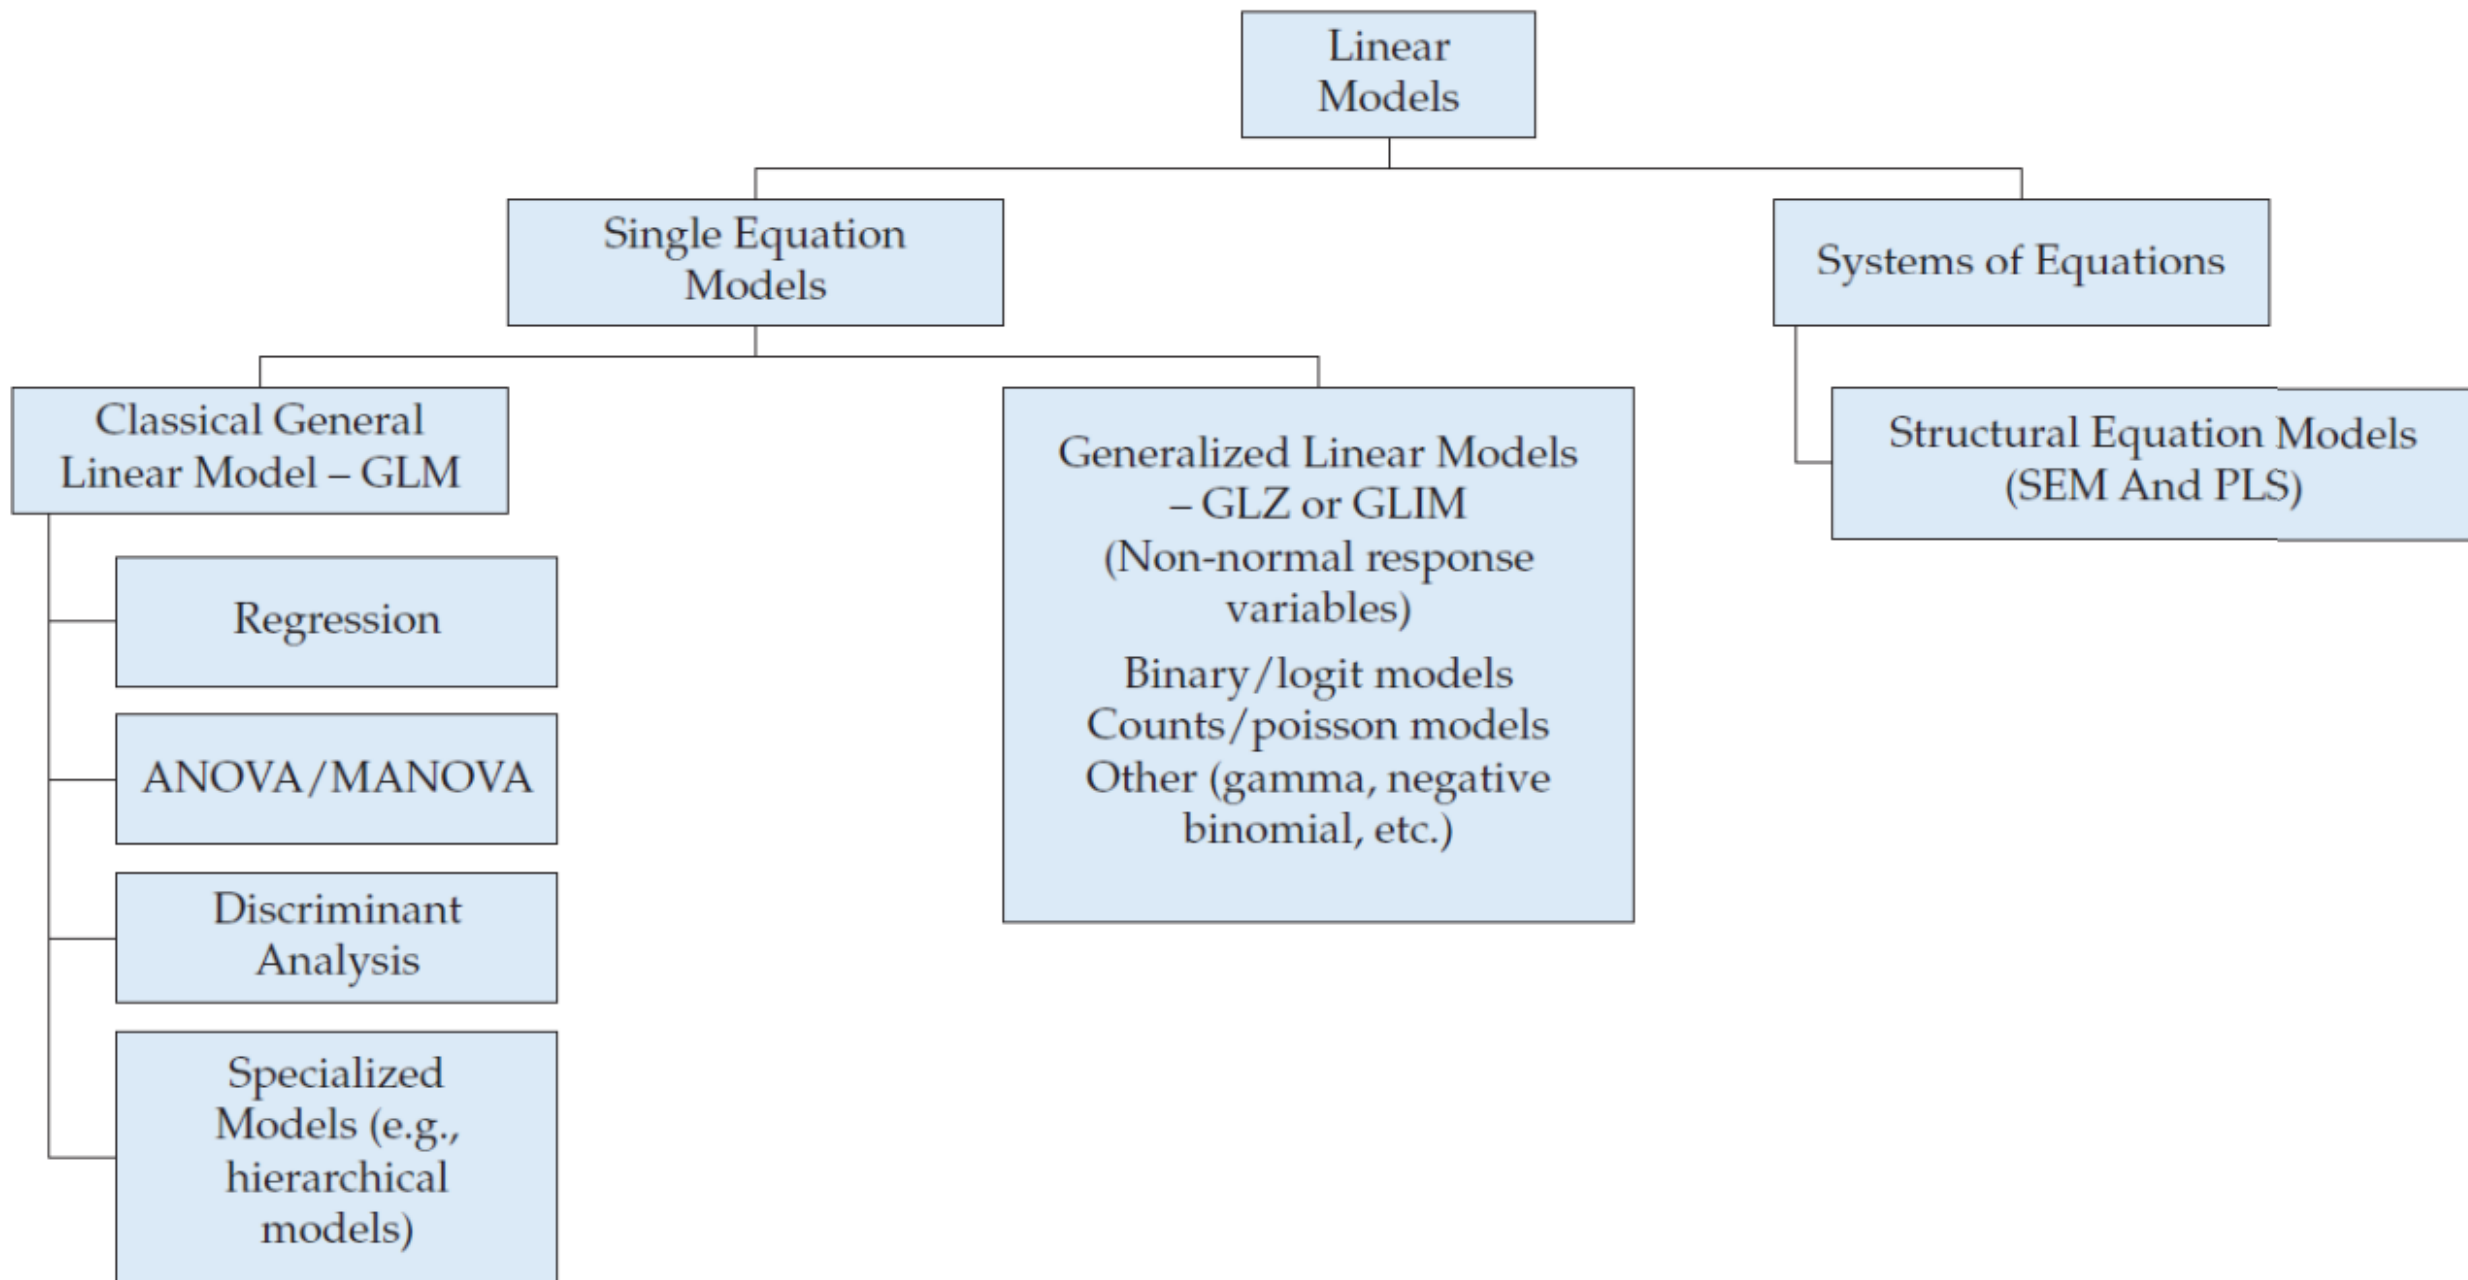 Linear
Models
Single Equation
Models
Systems of Equations
Classical General
Linear Model – GLM
Generalized Linear Models
– GLZ or GLIM
(Non-normal response
variables)
Binary/logit models
Counts/poisson models
Other (gamma, negative
binomial, etc.)
Structural Equation Models
(SEM And PLS)
Regression
ANOVA/MANOVA
Discriminant
Analysis
Specialized
Models (e.g.,
hierarchical
models)